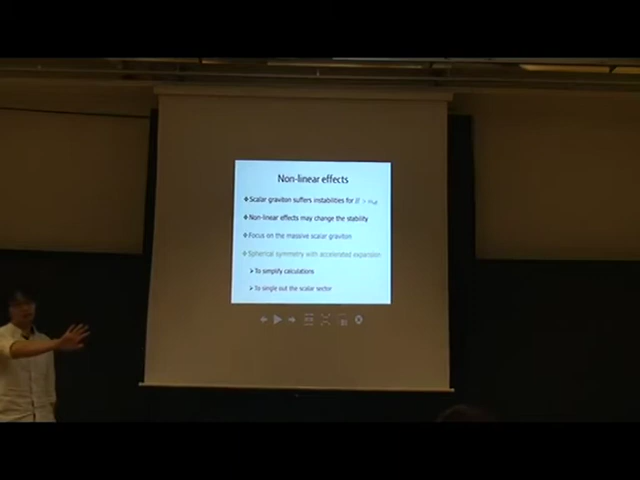 Non-linear effects
❖Scalar graviton suffers instabilities for H >
❖Non-linear effects may change the stability
❖Focus on the massive scalar graviton
❖Spherical symmetry with accelerated expansion
➢To simplify calculations
➢To single out the scalar sector